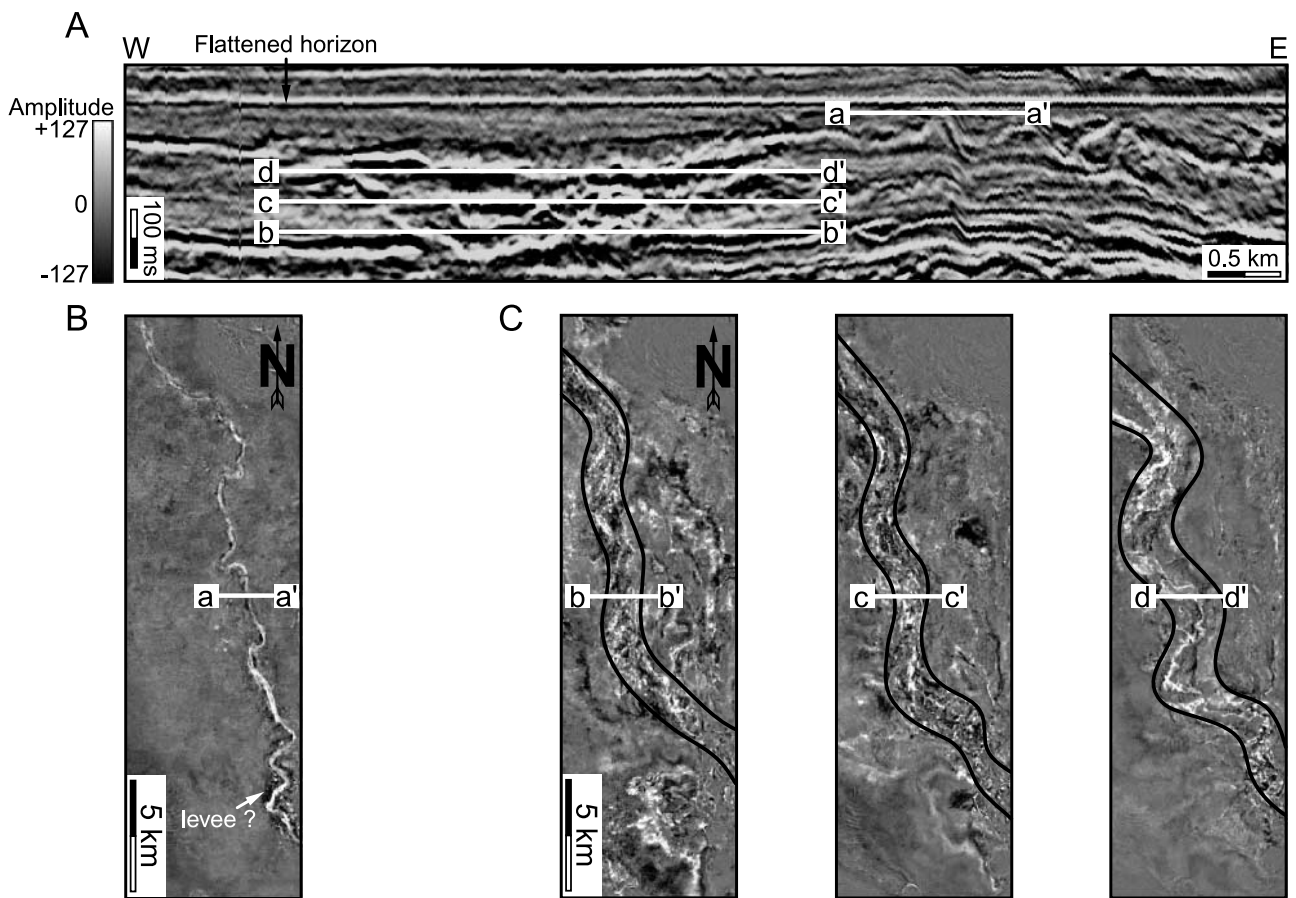 A
W
Flattened horizon
E
Amplitude
+127
0
-127
a
a'
d
d'
c
c'
b
b'
100 ms
0.5 km
B
N
a
a'
levee ?
5 km
C
N
b
b'
5 km
c
c'
d
d'